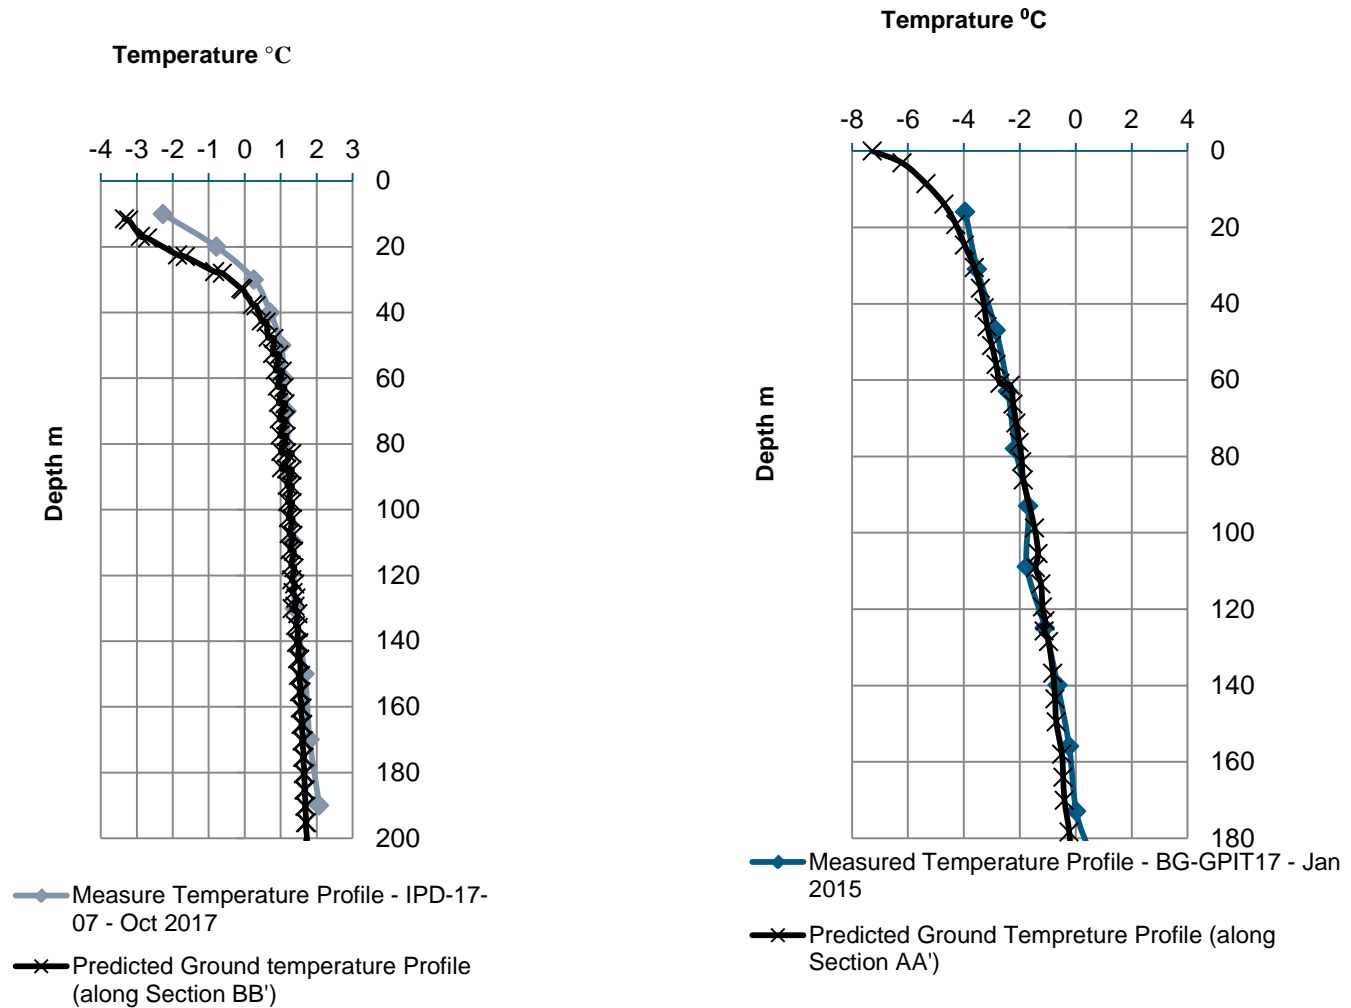 Temperature °C
-4 -3 -2 -1 0 1 2 3
0
20
40
60
80
100
120
140
160
180
200
Depth m
Measure Temperature Profile - IPD-17-
07 - Oct 2017
Predicted Ground temperature Profile
(along Section BB')
Temprature ⁰C
-8 -6 -4 -2 0 2 4
0
20
40
60
80
100
120
140
160
180
Depth m
Measured Temperature Profile - BG-GPIT17 - Jan
2015
Predicted Ground Tempreture Profile (along
Section AA')